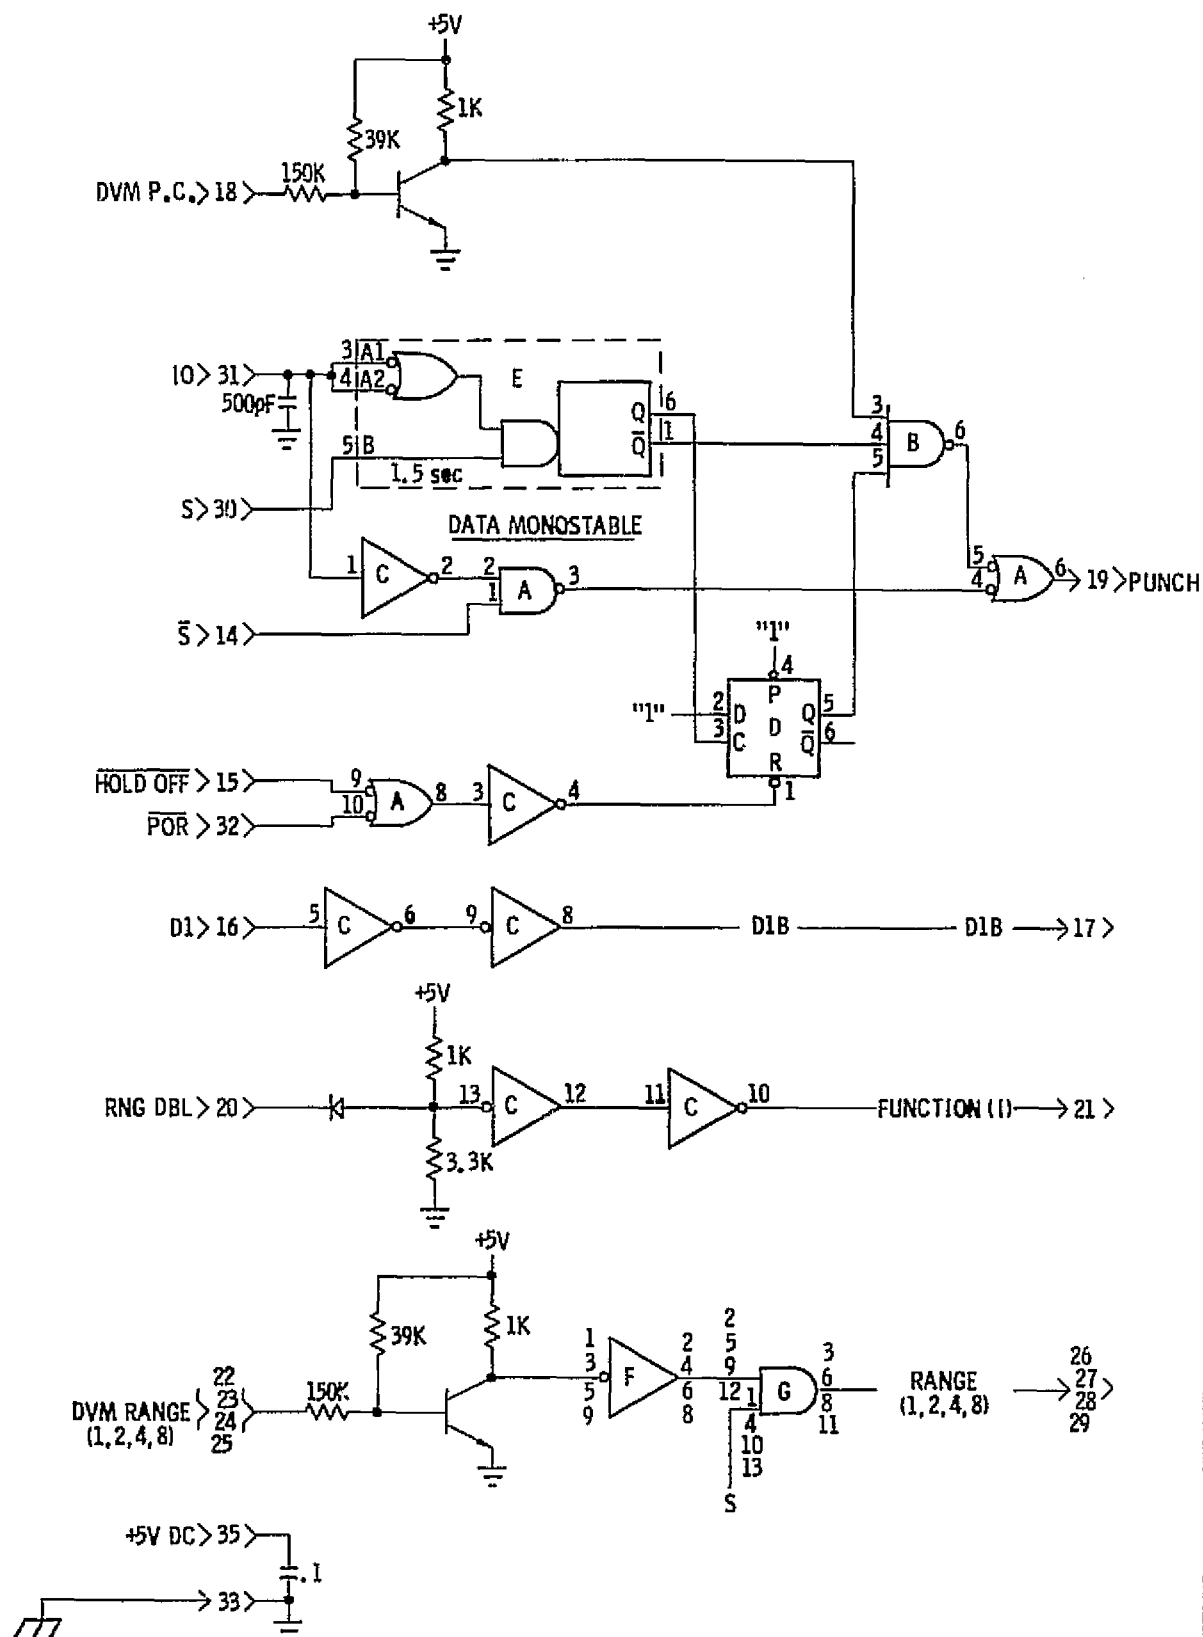 +5V
1K
39K
150K
DVM P.C. 18
3 A1
4 A2
E
IO 31
500pF
Q 6
Q̅ 1
5 B
1.5 sec
3
4
5
B
6
S 30
DATA MONOSTABLE
1 C 2
2
1
A
3
5
4
A
6
19 PUNCH
S̅ 14
"1"
4
P
"1"
2 D
3 C
D
Q 5
Q̅ 6
R
1
HOLD OFF 15
9
10
A
8
3 C 4
POR 32
D1 16
5 C 6
9 C 8
D1B
D1B
17
+5V
1K
RNG DBL 20
13 C 12
11 C 10
FUNCTION (1)
21
3.3K
+5V
39K
1K
150K
DVM RANGE
(1, 2, 4, 8)
22
23
24
25
1
3
5
9
F
2
4
6
8
2
5
9
12
1
4
10
13
G
S
3
6
8
11
RANGE
(1, 2, 4, 8)
26
27
28
29
+5V DC 35
.1
33